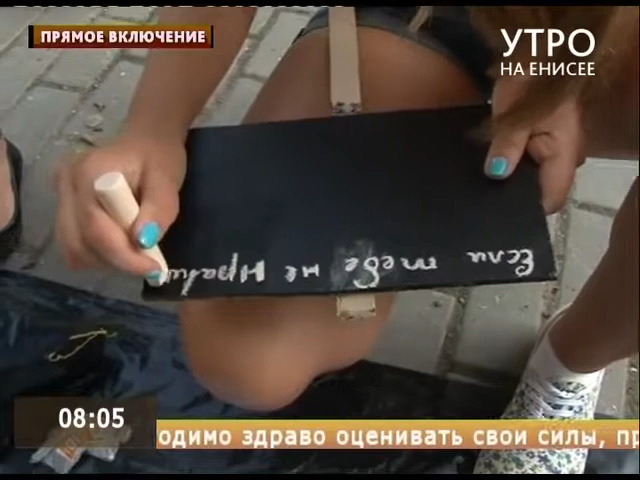 ПРЯМОЕ ВКЛЮЧЕНИЕ
УТРО
НА ЕНИСЕЕ
Если тебе не нрави
08:05
одимо здраво оценивать свои силы, пр